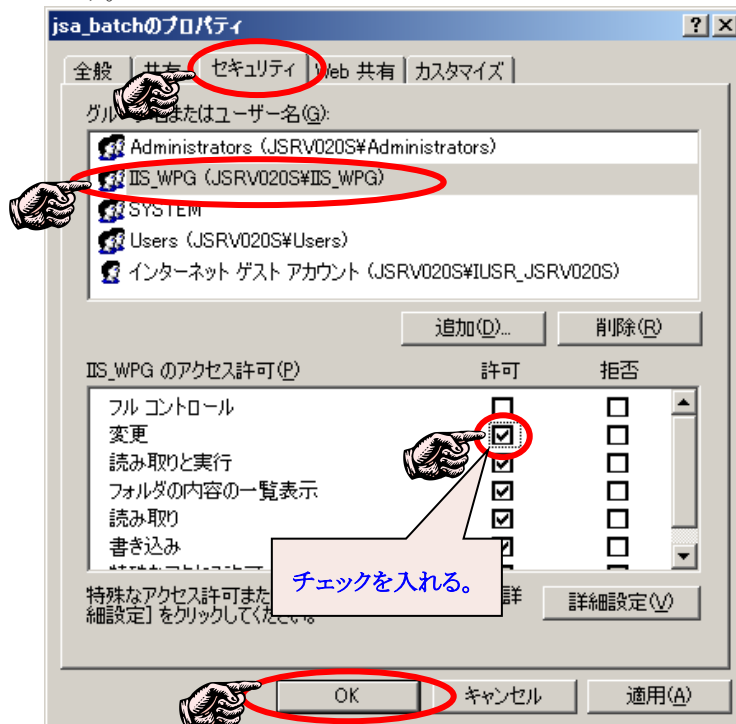 jsa_batchのプロパティ
全般 共有 セキュリティ Web 共有 カスタマイズ
またはユーザー名(G):
Administrators (JSRV020S¥Administrators)
IIS_WPG (JSRV020S¥IIS_WPG)
SYSTEM
Users (JSRV020S¥Users)
インターネット ゲスト アカウント (JSRV020S¥IUSR_JSRV020S)
追加(D)... 削除(R)
IIS_WPG のアクセス許可(P) 許可 拒否
フル コントロール
変更
読み取りと実行
フォルダの内容の一覧表示
読み取り
書き込み
チェックを入れる。
特殊なアクセス許可また 詳
細設定] をクリックしてください。
詳細設定(V)
OK キャンセル 適用(A)